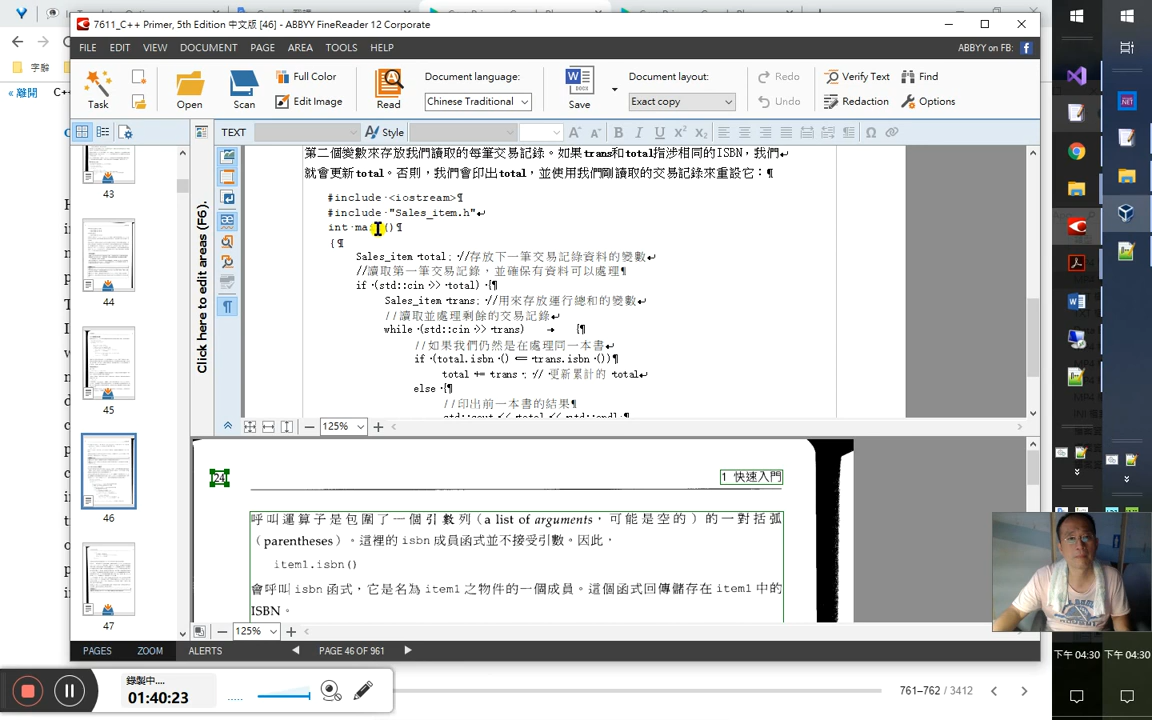 7611_C++ Primer, 5th Edition 中文版 [46] - ABBYY FineReader 12 Corporate
FILE EDIT VIEW DOCUMENT PAGE AREA TOOLS HELP
ABBYY on FB:
Task
Open
Scan
Full Color
Edit Image
Read
Document language:
Chinese Traditional
Save
Document layout:
Exact copy
Redo
Undo
Verify Text
Redaction
Find
Options
字齡
« 離開
TEXT
Style
43
44
45
46
47
Click here to edit areas (F6).
第二個變數來存放我們讀取的每筆交易記錄。如果trans和total指涉相同的ISBN，我們
就會更新total。否則，我們會印出total，並使用我們剛讀取的交易記錄來重設它：
#include <iostream>
#include "Sales_item.h"
int ma ()
{
Sales_item total; //存放下一筆交易記錄資料的變數
//讀取第一筆交易記錄，並確保有資料可以處理
if (std::cin >> total) {
Sales_item trans; //用來存放運行總和的變數
//讀取並處理剩餘的交易記錄
while (std::cin >> trans) {
//如果我們仍然是在處理同一本書
if (total.isbn () == trans.isbn ())
total += trans ; // 更新累計的 total
else {
//印出前一本書的結果
std::cout << total << std::endl;
125%
24
1 快速入門
呼叫運算子是包圍了一個引數列（a list of arguments，可能是空的）的一對括弧
（parentheses）。這裡的 isbn 成員函式並不接受引數。因此，
item1.isbn()
會呼叫 isbn 函式，它是名為 item1 之物件的一個成員。這個函式回傳儲存在 item1 中的
ISBN。
125%
PAGES ZOOM ALERTS
PAGE 46 OF 961
錄製中....
01:40:23
761–762 / 3412
下午 04:30
下午 04:30